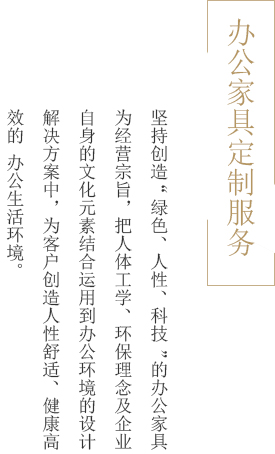 办公家具定制服务
坚持创造“绿色、人性、科技”的办公家具
为经营宗旨，把人体工学、环保理念及企业
自身的文化元素结合运用到办公环境的设计
解决方案中，为客户创造人性舒适、健康高
效的 办公生活环境。